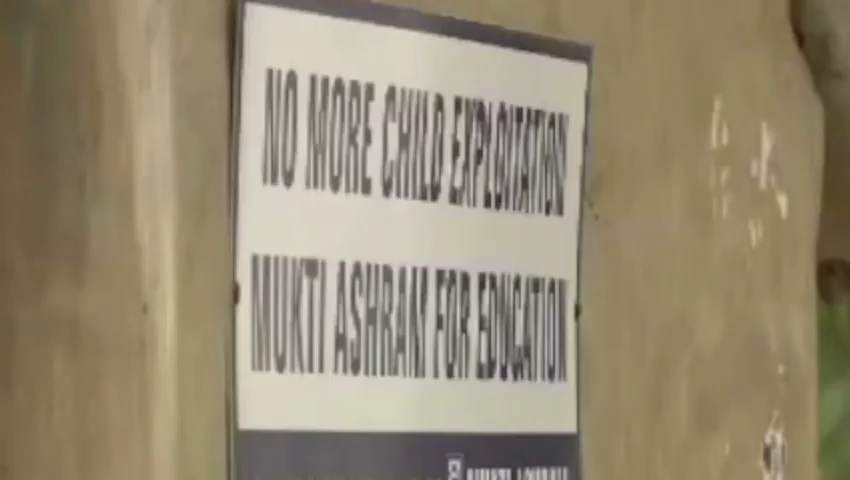 NO MORE CHILD EXPLOITATION
MUKTI ASHRAM FOR EDUCATION